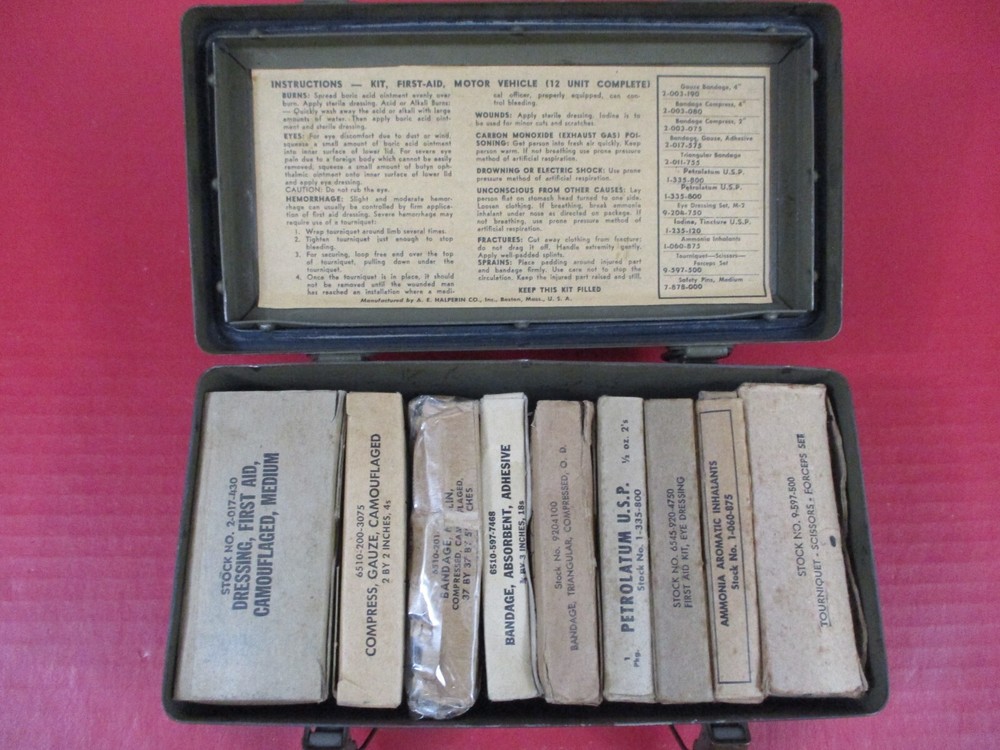 INSTRUCTIONS — KIT, FIRST-AID, MOTOR VEHICLE (12 UNIT COMPLETE)
BURNS: Spread boric acid ointment evenly over
burn. Apply sterile dressing. Acid or Alkali Burns:
— Quickly wash away the acid or alkali with large
amounts of water. Then apply boric acid oint-
ment and sterile dressing.
EYES: For eye discomfort due to dust or wind,
squeeze a small amount of boric acid ointment
into inner surface of lower lid. For severe eye
pain due to a foreign body which cannot be easily
removed, squeeze a small amount of butyn oph-
thalmic ointment onto inner surface of lower lid
and apply eye dressing.
CAUTION: Do not rub the eye.
HEMORRHAGE: Slight and moderate hemor-
rhage can usually be controlled by firm applica-
tion of first aid dressing. Severe hemorrhage may
require use of a tourniquet:
1. Wrap tourniquet around limb several times.
2. Tighten tourniquet just enough to stop
bleeding.
3. For securing, loop free end over the top
of tourniquet, pulling down under the
tourniquet.
4. Once the tourniquet is in place, it should
not be removed until the wounded man
has reached an installation where a medi-
cal officer, properly equipped, can con-
trol bleeding.
WOUNDS: Apply sterile dressing. Iodine is to
be used for minor cuts and scratches.
CARBON MONOXIDE (EXHAUST GAS) POI-
SONING: Get person into fresh air quickly. Keep
person warm. If not breathing use prone pressure
method of artificial respiration.
DROWNING OR ELECTRIC SHOCK: Use prone
pressure method of artificial respiration.
UNCONSCIOUS FROM OTHER CAUSES: Lay
person flat on stomach head turned to one side.
Loosen clothing. If breathing, break ammonia
inhalant under nose as directed on package. If
not breathing, use prone pressure method of
artificial respiration.
FRACTURES: Cut away clothing from fracture;
do not drag it off. Handle extremity gently.
Apply well-padded splints.
SPRAINS: Place padding around injured part
and bandage firmly. Use care not to stop the
circulation. Keep the injured part raised and still.
KEEP THIS KIT FILLED
Manufactured by A. E. HALPERIN CO., Inc., Boston, Mass., U. S. A.
Gauze Bandage, 4"
2-003-190
Bandage Compress, 4"
2-003-080
Bandage Compress, 2"
2-003-075
Bandage, Gauze, Adhesive
2-017-575
Triangular Bandage
2-011-755
Petrolatum U.S.P.
1-335-800
Petrolatum U.S.P.
1-335-800
Eye Dressing Set, M-2
9-204-750
Iodine, Tincture U.S.P.
1-335-120
Ammonia Inhalants
1-060-875
Tourniquet—Scissors—
Forceps Set
9-597-500
Safety Pins, Medium
7-878-000
STOCK NO. 2-017-430
DRESSING, FIRST AID,
CAMOUFLAGED, MEDIUM
6510-200-3075
COMPRESS, GAUZE, CAMOUFLAGED
2 BY 2 INCHES, 4s
BANDAGE,
COMPRESSED,
37 BY 37
6510-597-7468
BANDAGE, ABSORBENT, ADHESIVE
¾ BY 3 INCHES, 18s
Stock No. 9204100
BANDAGE, TRIANGULAR, COMPRESSED, O. D.
1 Pkg. PETROLATUM U.S.P. ½ oz. 2's
Stock No. 1-335-800
STOCK NO. 6545-920-4750
FIRST AID KIT, EYE DRESSING
AMMONIA AROMATIC INHALANTS
Stock No. 1-060-875
STOCK NO. 9-597-500
TOURNIQUET - SCISSORS - FORCEPS SET